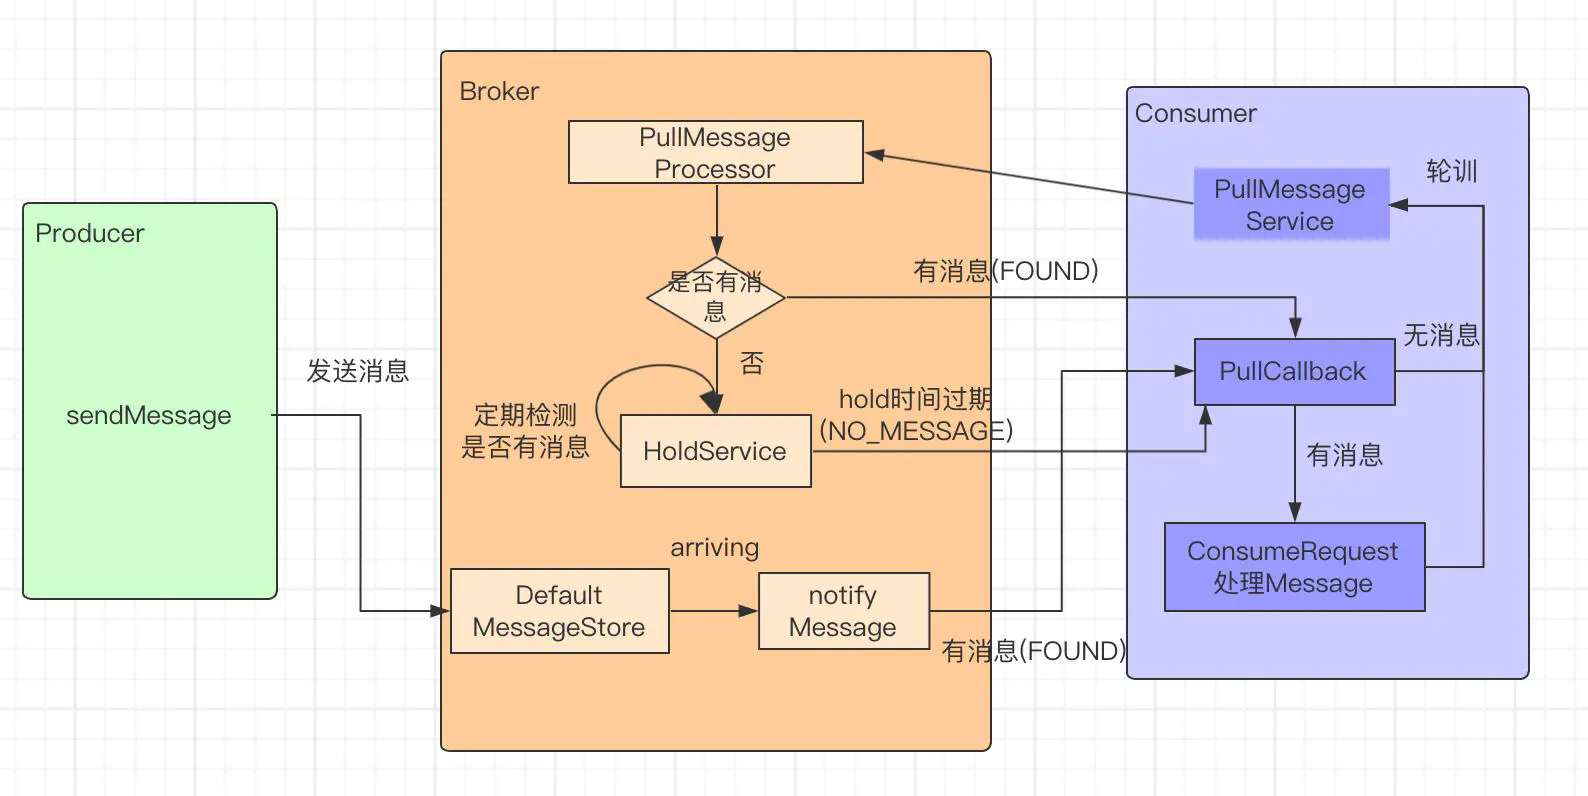 Producer
sendMessage
发送消息
Broker
PullMessage
Processor
是否有消
息
否
定期检测
是否有消息
HoldService
hold时间过期
(NO_MESSAGE)
有消息(FOUND)
arriving
Default
MessageStore
notify
Message
有消息(FOUND)
Consumer
轮训
PullMessage
Service
无消息
PullCallback
有消息
ConsumeRequest
处理Message